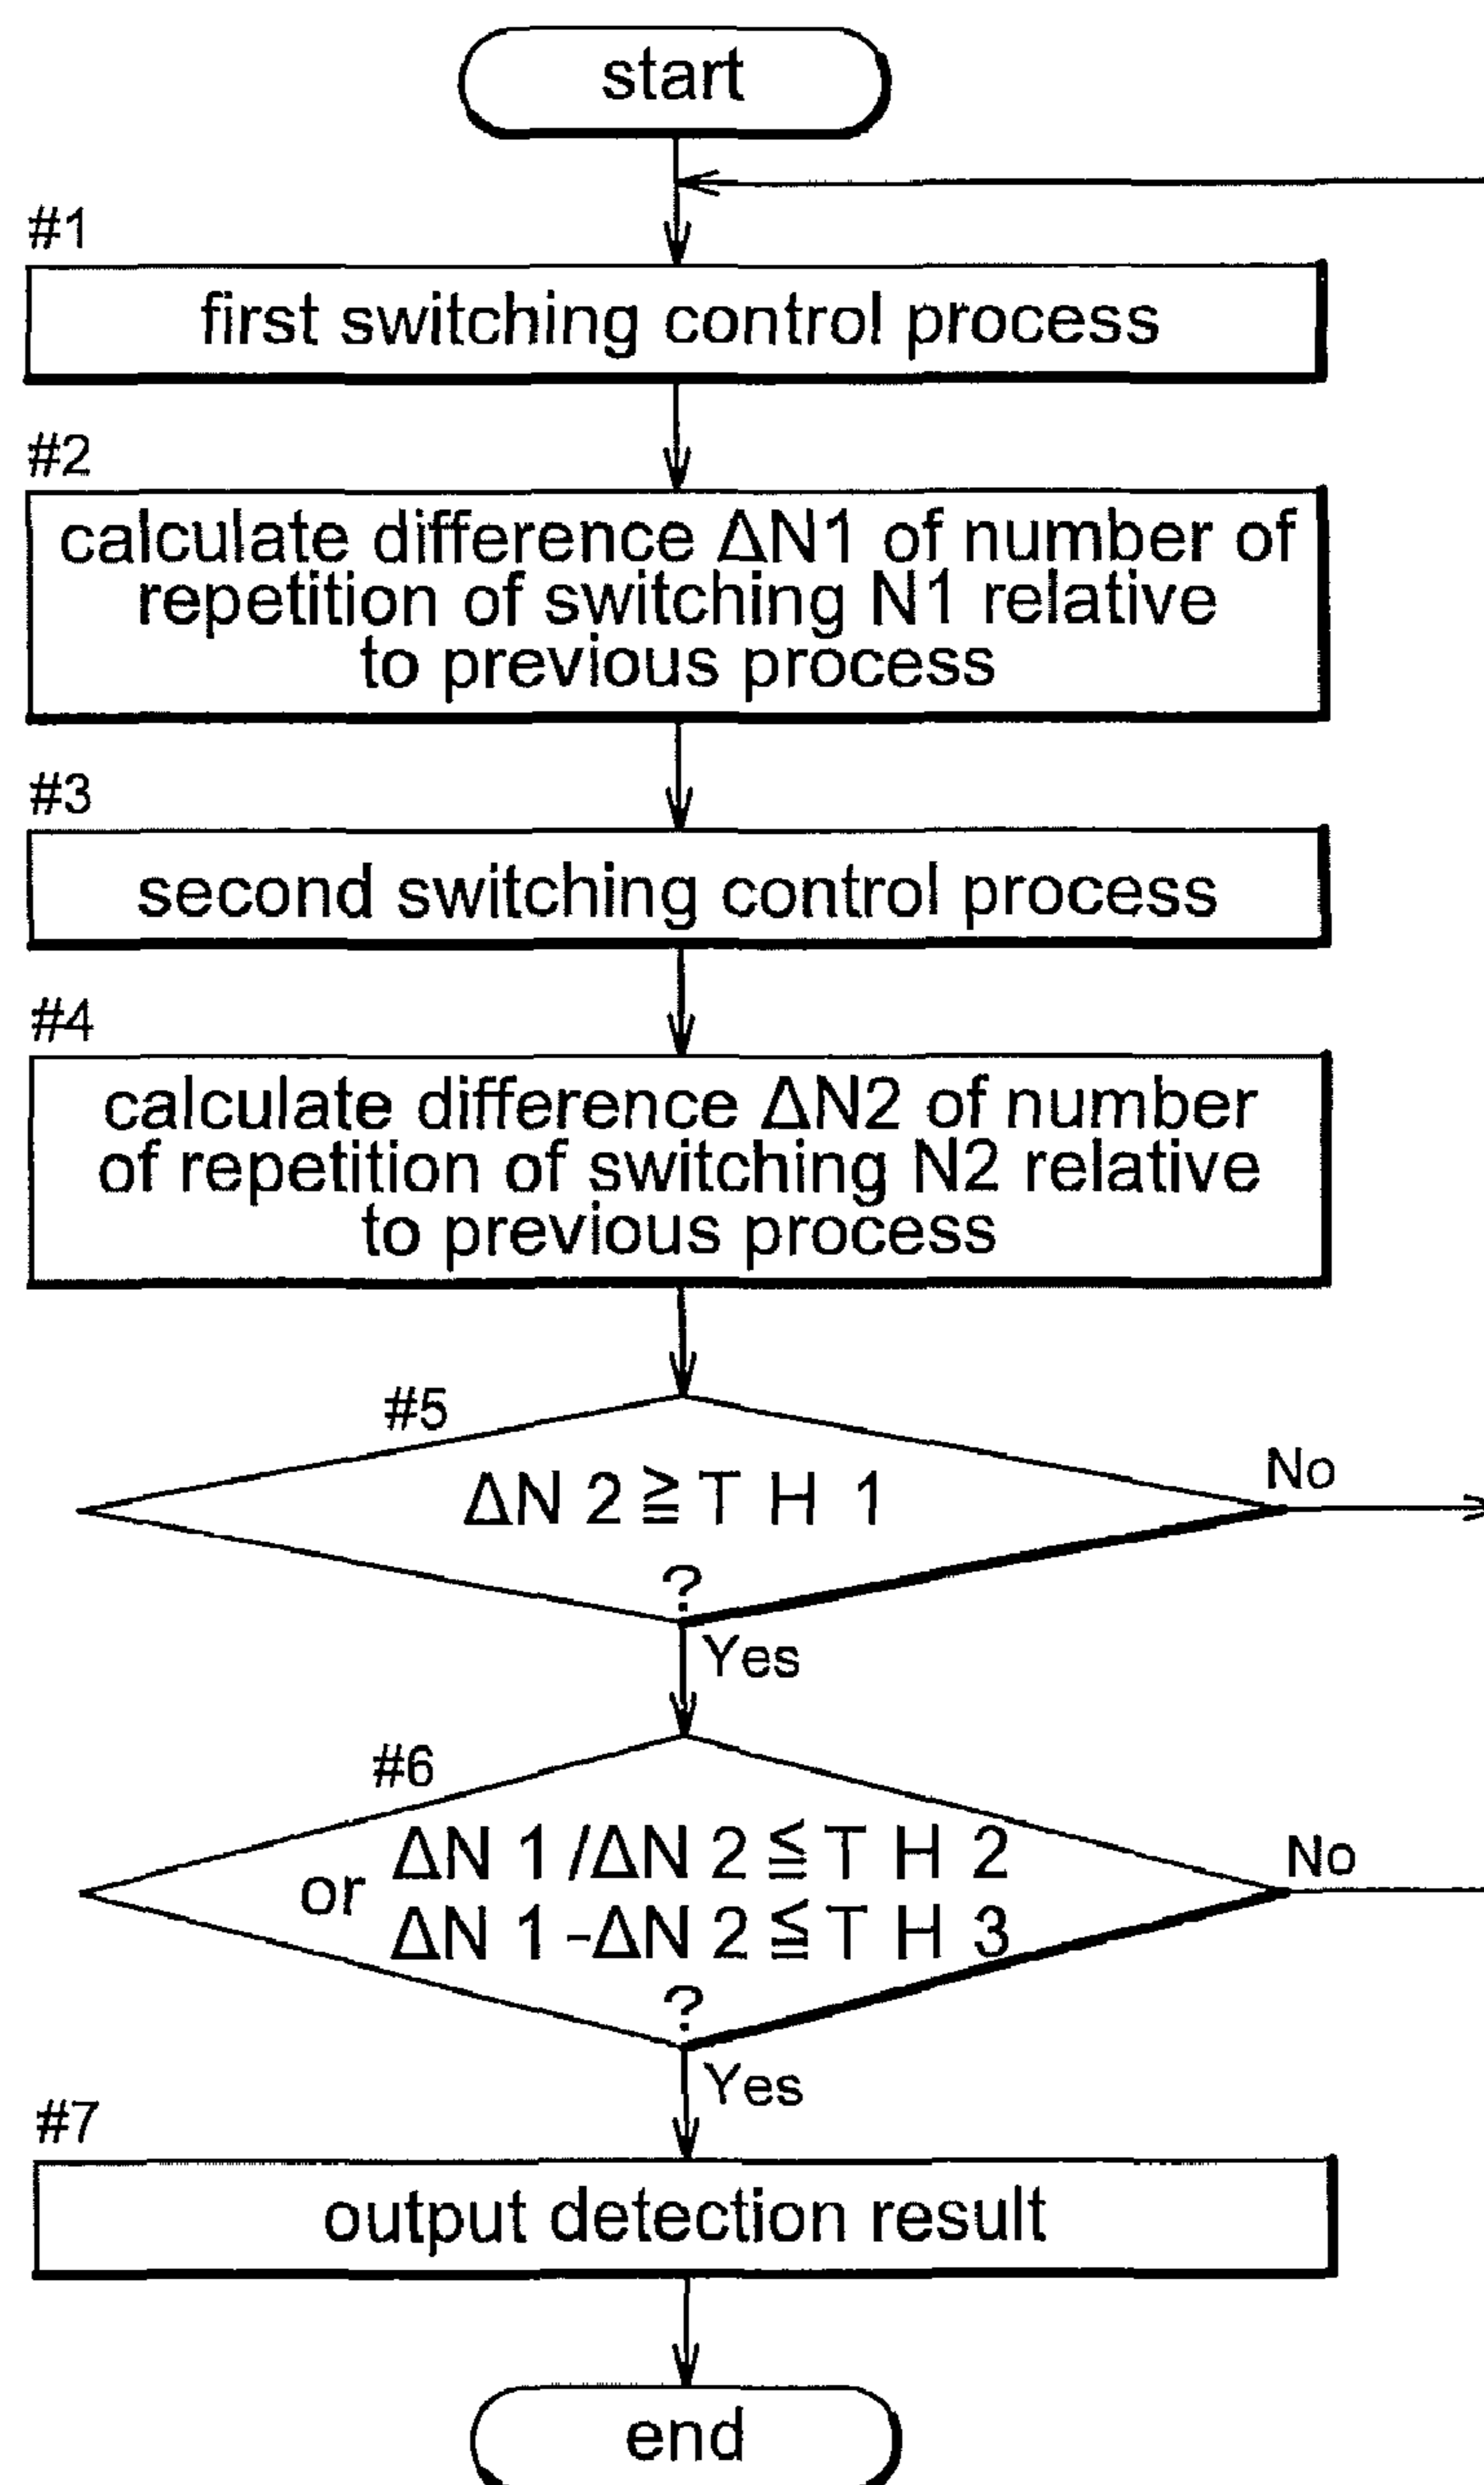 start
#1
first switching control process
#2
calculate difference ΔN1 of number of
repetition of switching N1 relative
to previous process
#3
second switching control process
#4
calculate difference ΔN2 of number
of repetition of switching N2 relative
to previous process
#5
ΔN 2 ≧ T H 1
No
?
Yes
#6
ΔN 1 /ΔN 2 ≦ T H 2
No
or
ΔN 1 -ΔN 2 ≦ T H 3
?
Yes
#7
output detection result
end